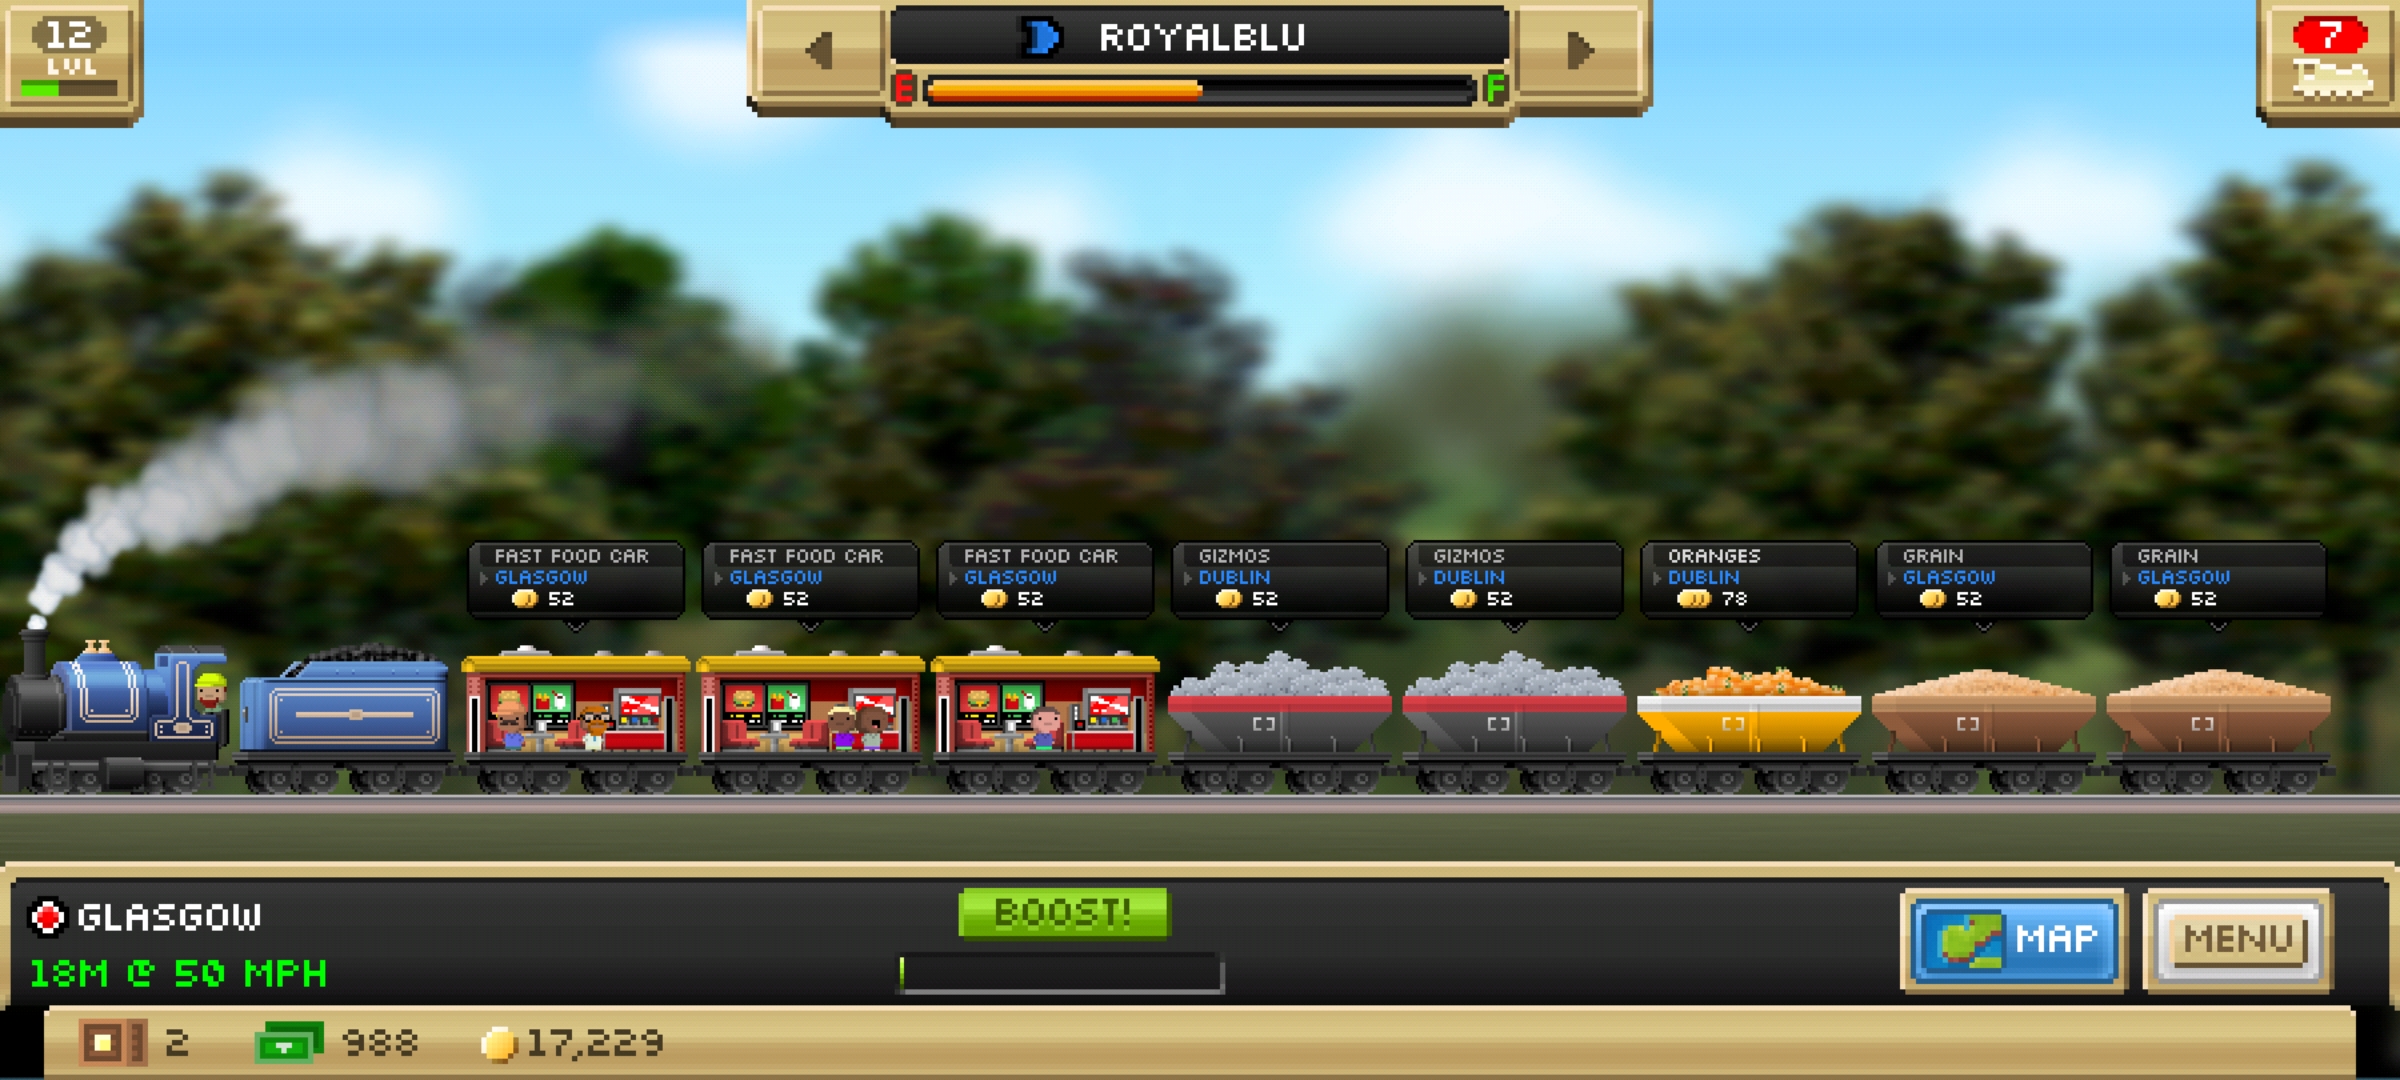 12
LVL
ROYALBLU
E
F
7
FAST FOOD CAR
GLASGOW
52
FAST FOOD CAR
GLASGOW
52
FAST FOOD CAR
GLASGOW
52
GIZMOS
DUBLIN
52
GIZMOS
DUBLIN
52
ORANGES
DUBLIN
78
GRAIN
GLASGOW
52
GRAIN
GLASGOW
52
GLASGOW
18M @ 50 MPH
BOOST!
MAP
MENU
2
988
17,229